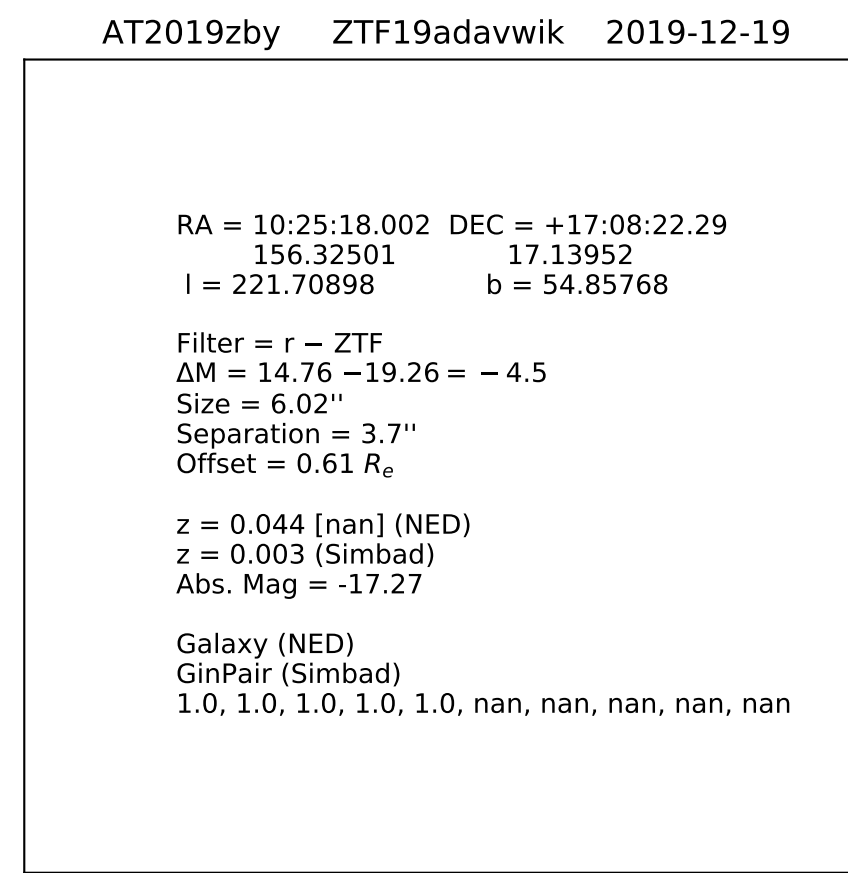 AT2019zby ZTF19adavwik 2019-12-19
RA = 10:25:18.002 DEC = +17:08:22.29
156.32501 17.13952
l = 221.70898 b = 54.85768
Filter = r − ZTF
ΔM = 14.76 −19.26 = − 4.5
Size = 6.02''
Separation = 3.7''
Offset = 0.61 Re
z = 0.044 [nan] (NED)
z = 0.003 (Simbad)
Abs. Mag = -17.27
Galaxy (NED)
GinPair (Simbad)
1.0, 1.0, 1.0, 1.0, 1.0, nan, nan, nan, nan, nan